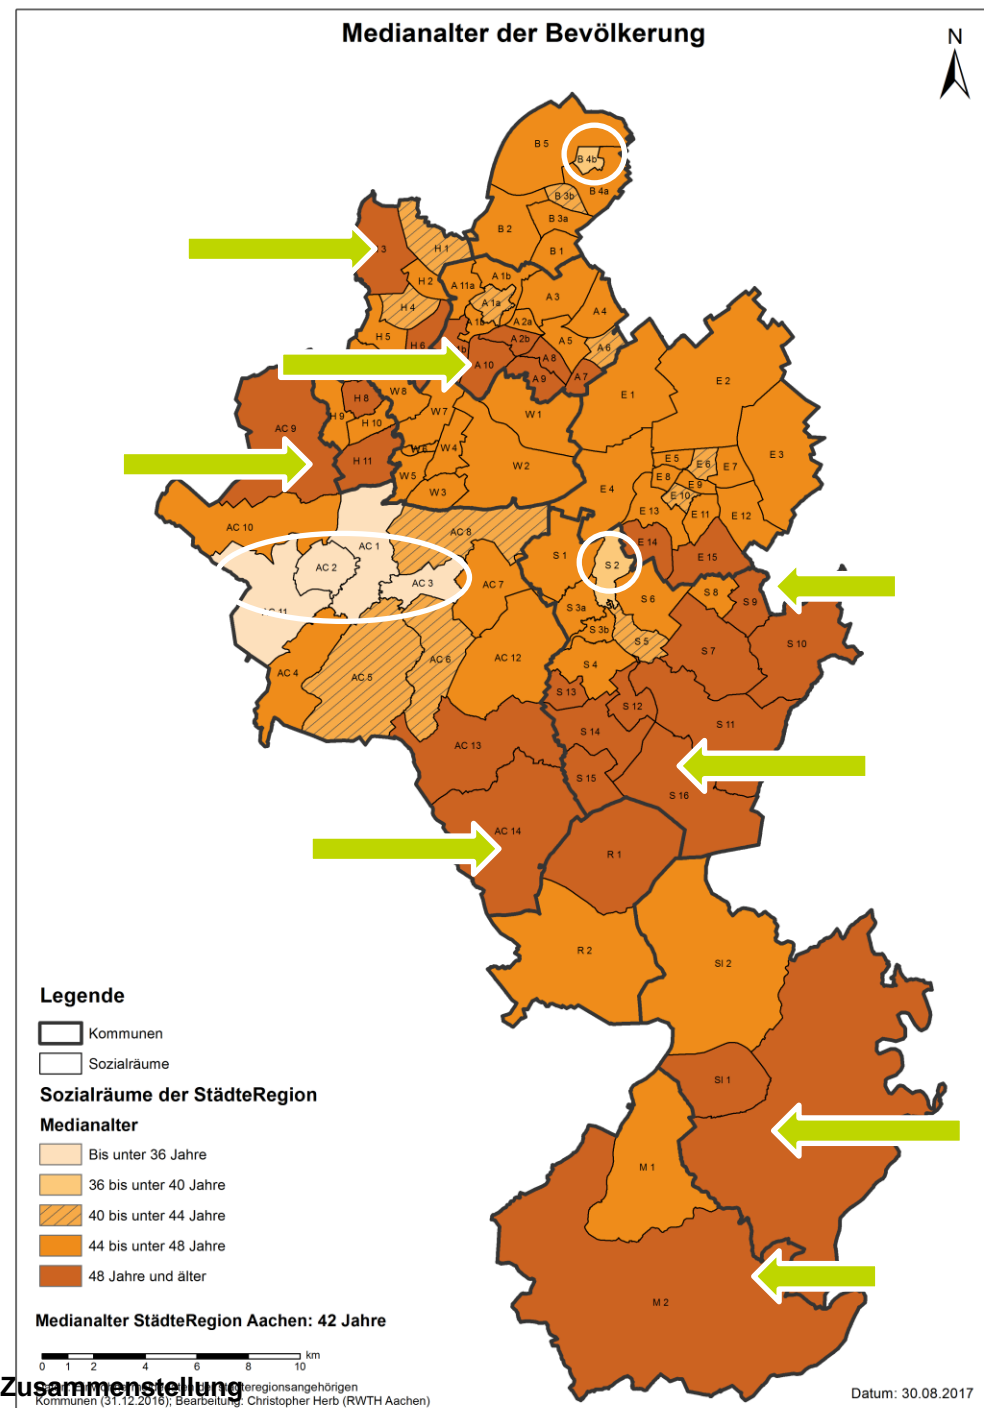 Medianalter der Bevölkerung
N
B 5
B 4b
B 4a
B 3b
B 3a
B 2
B 1
3
H 1
H 2
H 4
H 5
H 6
A 11a
A 1b
A 1a
A 3
A 4
A 2a
A 2b
A 5
A 6
A 8
A 10
A 9
A 7
E 1
E 2
E 3
W 8
H 8
H 9
H 10
H 11
AC 9
W 7
W 1
W 6
W 4
W 2
W 5
W 3
E 5
E 6
E 7
E 8
E 9
E 10
E 4
E 13
E 11
E 12
E 14
E 15
AC 10
AC 8
AC 1
AC 2
AC 3
AC 11
AC 7
S 1
S 2
S 3a
S 3b
S 6
S 8
S 9
S 5
S 4
S 7
S 10
AC 4
AC 5
AC 6
AC 12
S 13
S 12
S 11
S 14
AC 13
S 15
S 16
AC 14
R 1
R 2
SI 2
SI 1
M 1
M 2
Legende
Kommunen
Sozialräume
Sozialräume der StädteRegion
Medianalter
Bis unter 36 Jahre
36 bis unter 40 Jahre
40 bis unter 44 Jahre
44 bis unter 48 Jahre
48 Jahre und älter
Medianalter StädteRegion Aachen: 42 Jahre
km
0 1 2 4 6 8 10
Zusammenstellung
städteregionsangehörigen
Kommunen (31.12.2016); Bearbeitung: Christopher Herb (RWTH Aachen)
Datum: 30.08.2017